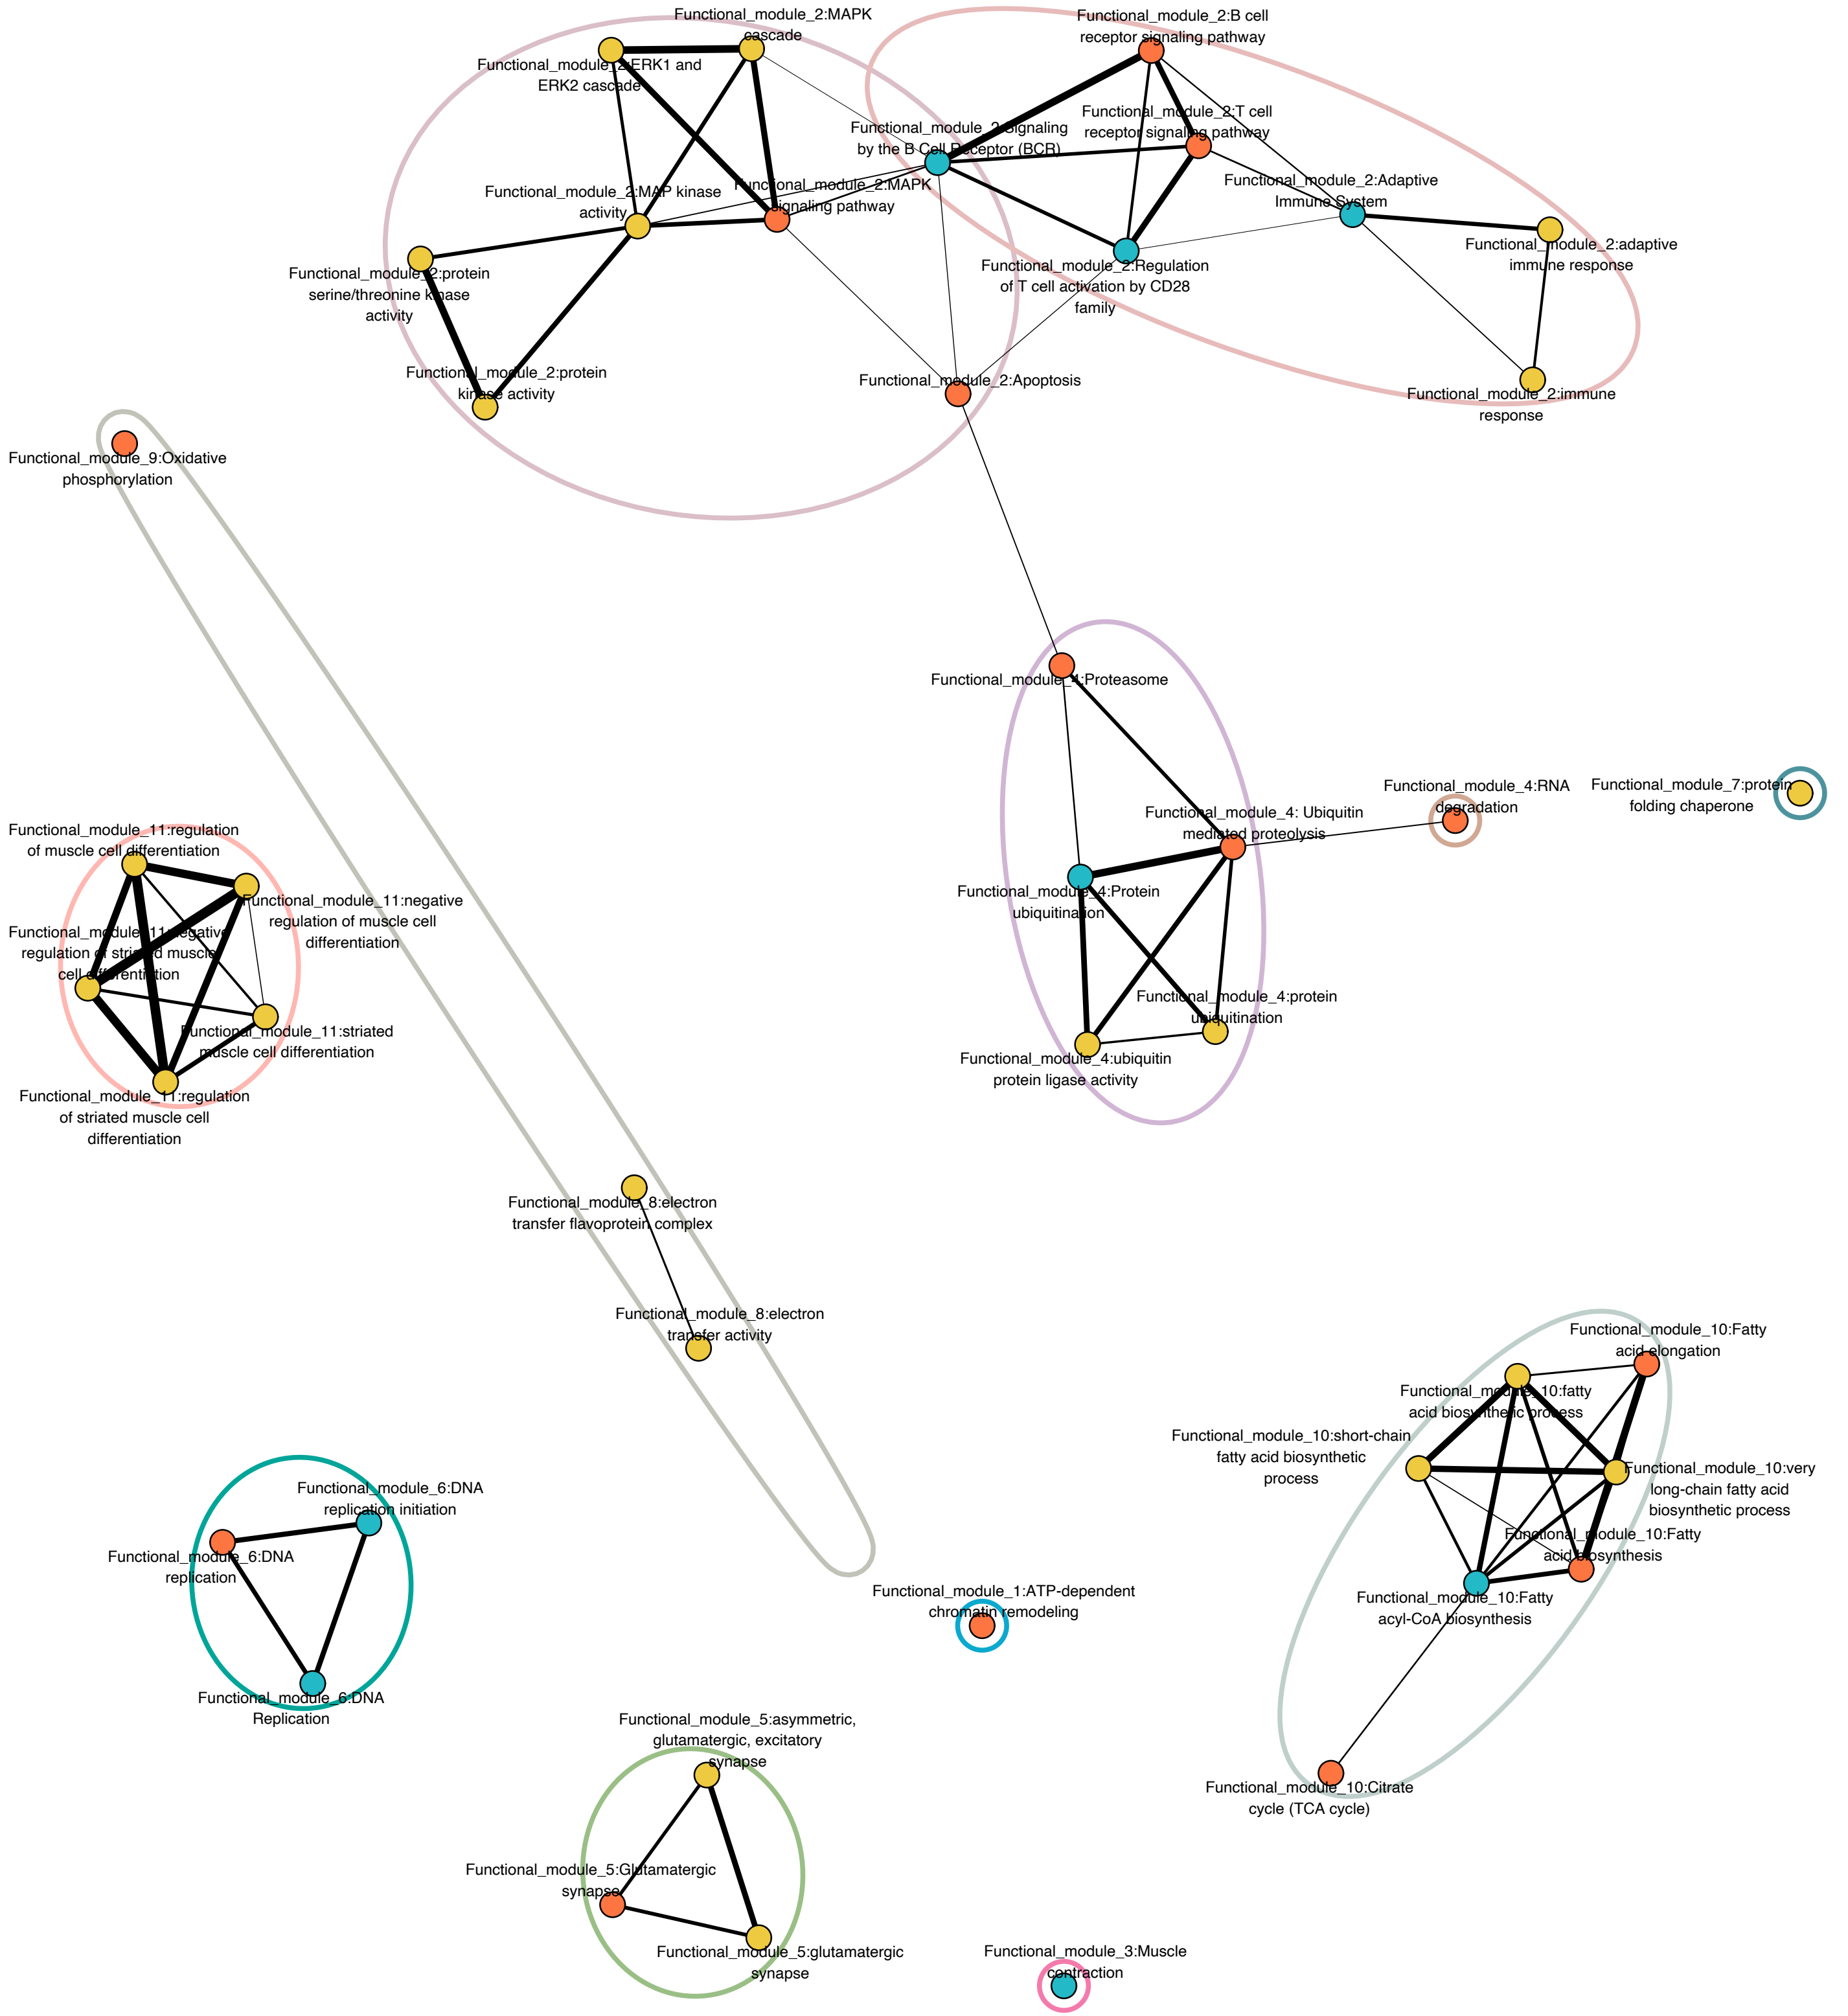 Functional_module_2:MAPK
cascade
Functional_module_2:B cell
receptor signaling pathway
Functional_module_2:ERK1 and
ERK2 cascade
Functional_module_2:T cell
receptor signaling pathway
Functional_module_2:Signaling
by the B Cell Receptor (BCR)
Functional_module_2:MAP kinase
activity
Functional_module_2:MAPK
signaling pathway
Functional_module_2:Adaptive
Immune System
Functional_module_2:adaptive
immune response
Functional_module_2:protein
serine/threonine kinase
activity
Functional_module_2:Regulation
of T cell activation by CD28
family
Functional_module_2:protein
kinase activity
Functional_module_2:Apoptosis
Functional_module_2:immune
response
Functional_module_9:Oxidative
phosphorylation
Functional_module_4:Proteasome
Functional_module_4:RNA
degradation
Functional_module_7:protein
folding chaperone
Functional_module_4: Ubiquitin
mediated proteolysis
Functional_module_11:regulation
of muscle cell differentiation
Functional_module_11:negative
regulation of muscle cell
differentiation
Functional_module_11:negative
regulation of striated muscle
cell differentiation
Functional_module_4:Protein
ubiquitination
Functional_module_4:protein
ubiquitination
Functional_module_11:striated
muscle cell differentiation
Functional_module_4:ubiquitin
protein ligase activity
Functional_module_11:regulation
of striated muscle cell
differentiation
Functional_module_8:electron
transfer flavoprotein complex
Functional_module_8:electron
transfer activity
Functional_module_10:Fatty
acid elongation
Functional_module_10:fatty
acid biosynthetic process
Functional_module_10:short-chain
fatty acid biosynthetic
process
Functional_module_10:very
long-chain fatty acid
biosynthetic process
Functional_module_6:DNA
replication initiation
Functional_module_10:Fatty
acid biosynthesis
Functional_module_6:DNA
replication
Functional_module_1:ATP-dependent
chromatin remodeling
Functional_module_10:Fatty
acyl-CoA biosynthesis
Functional_module_6:DNA
Replication
Functional_module_5:asymmetric,
glutamatergic, excitatory
synapse
Functional_module_10:Citrate
cycle (TCA cycle)
Functional_module_5:Glutamatergic
synapse
Functional_module_5:glutamatergic
synapse
Functional_module_3:Muscle
contraction